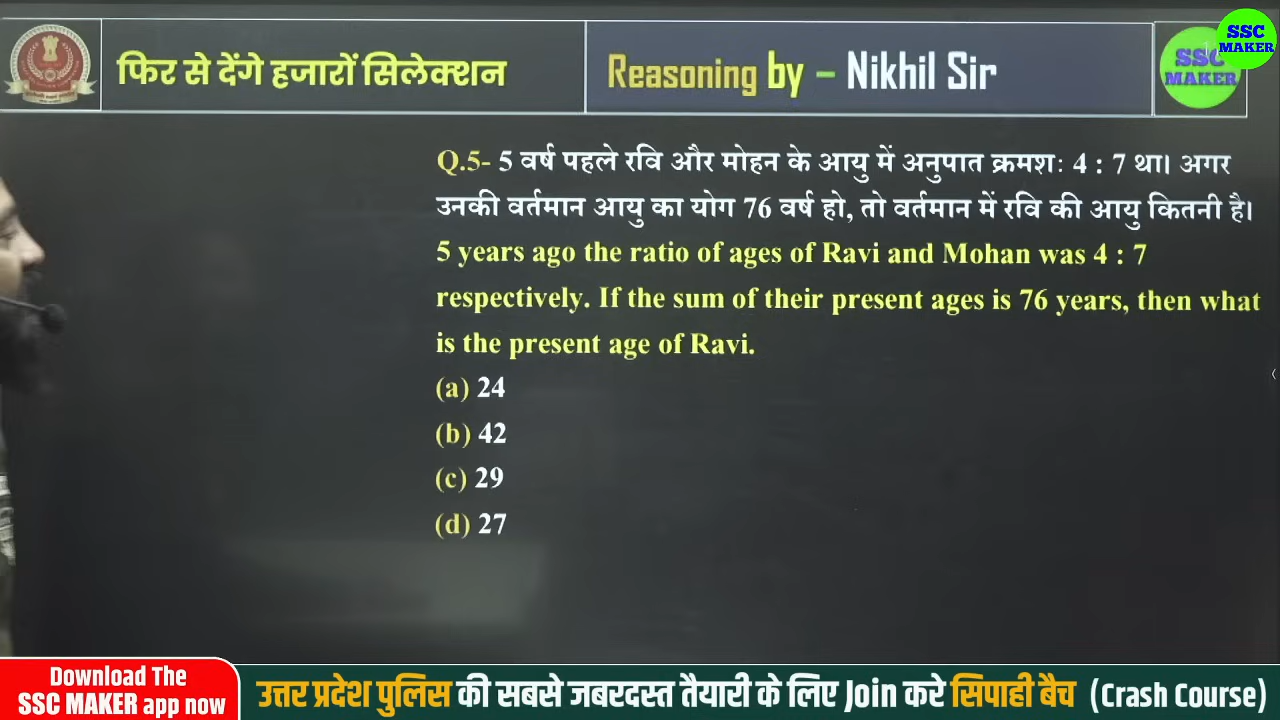 फिर से देंगे हजारों सिलेक्शन
Reasoning by – Nikhil Sir
SSC
MAKER
SSC
MAKER
Q.5- 5 वर्ष पहले रवि और मोहन के आयु में अनुपात क्रमशः 4 : 7 था। अगर
उनकी वर्तमान आयु का योग 76 वर्ष हो, तो वर्तमान में रवि की आयु कितनी है।
5 years ago the ratio of ages of Ravi and Mohan was 4 : 7
respectively. If the sum of their present ages is 76 years, then what
is the present age of Ravi.
(a) 24
(b) 42
(c) 29
(d) 27
Download The
SSC MAKER app now
उत्तर प्रदेश पुलिस की सबसे जबरदस्त तैयारी के लिए Join करे सिपाही बैच (Crash Course)